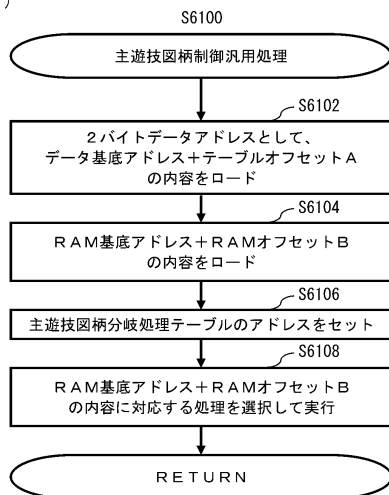 )
S6100
主遊技図柄制御汎用処理
S6102
2バイトデータアドレスとして、
データ基底アドレス+テーブルオフセットA
の内容をロード
S6104
RAM基底アドレス+RAMオフセットB
の内容をロード
S6106
主遊技図柄分岐処理テーブルのアドレスをセット
S6108
RAM基底アドレス+RAMオフセットB
の内容に対応する処理を選択して実行
RETURN